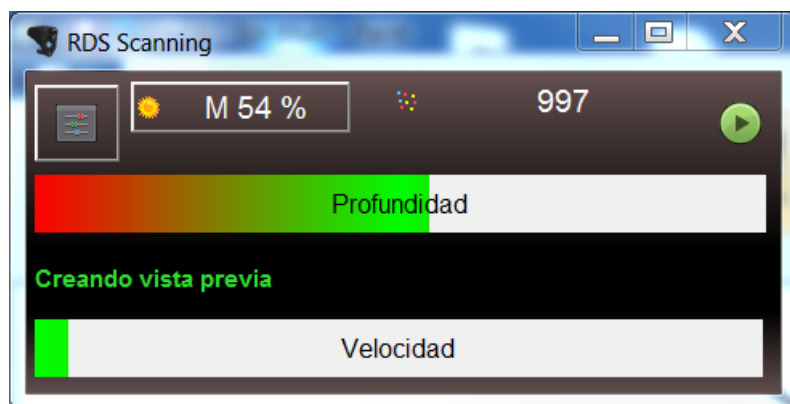 RDS Scanning
M 54 % 997
Profundidad
Creando vista previa
Velocidad